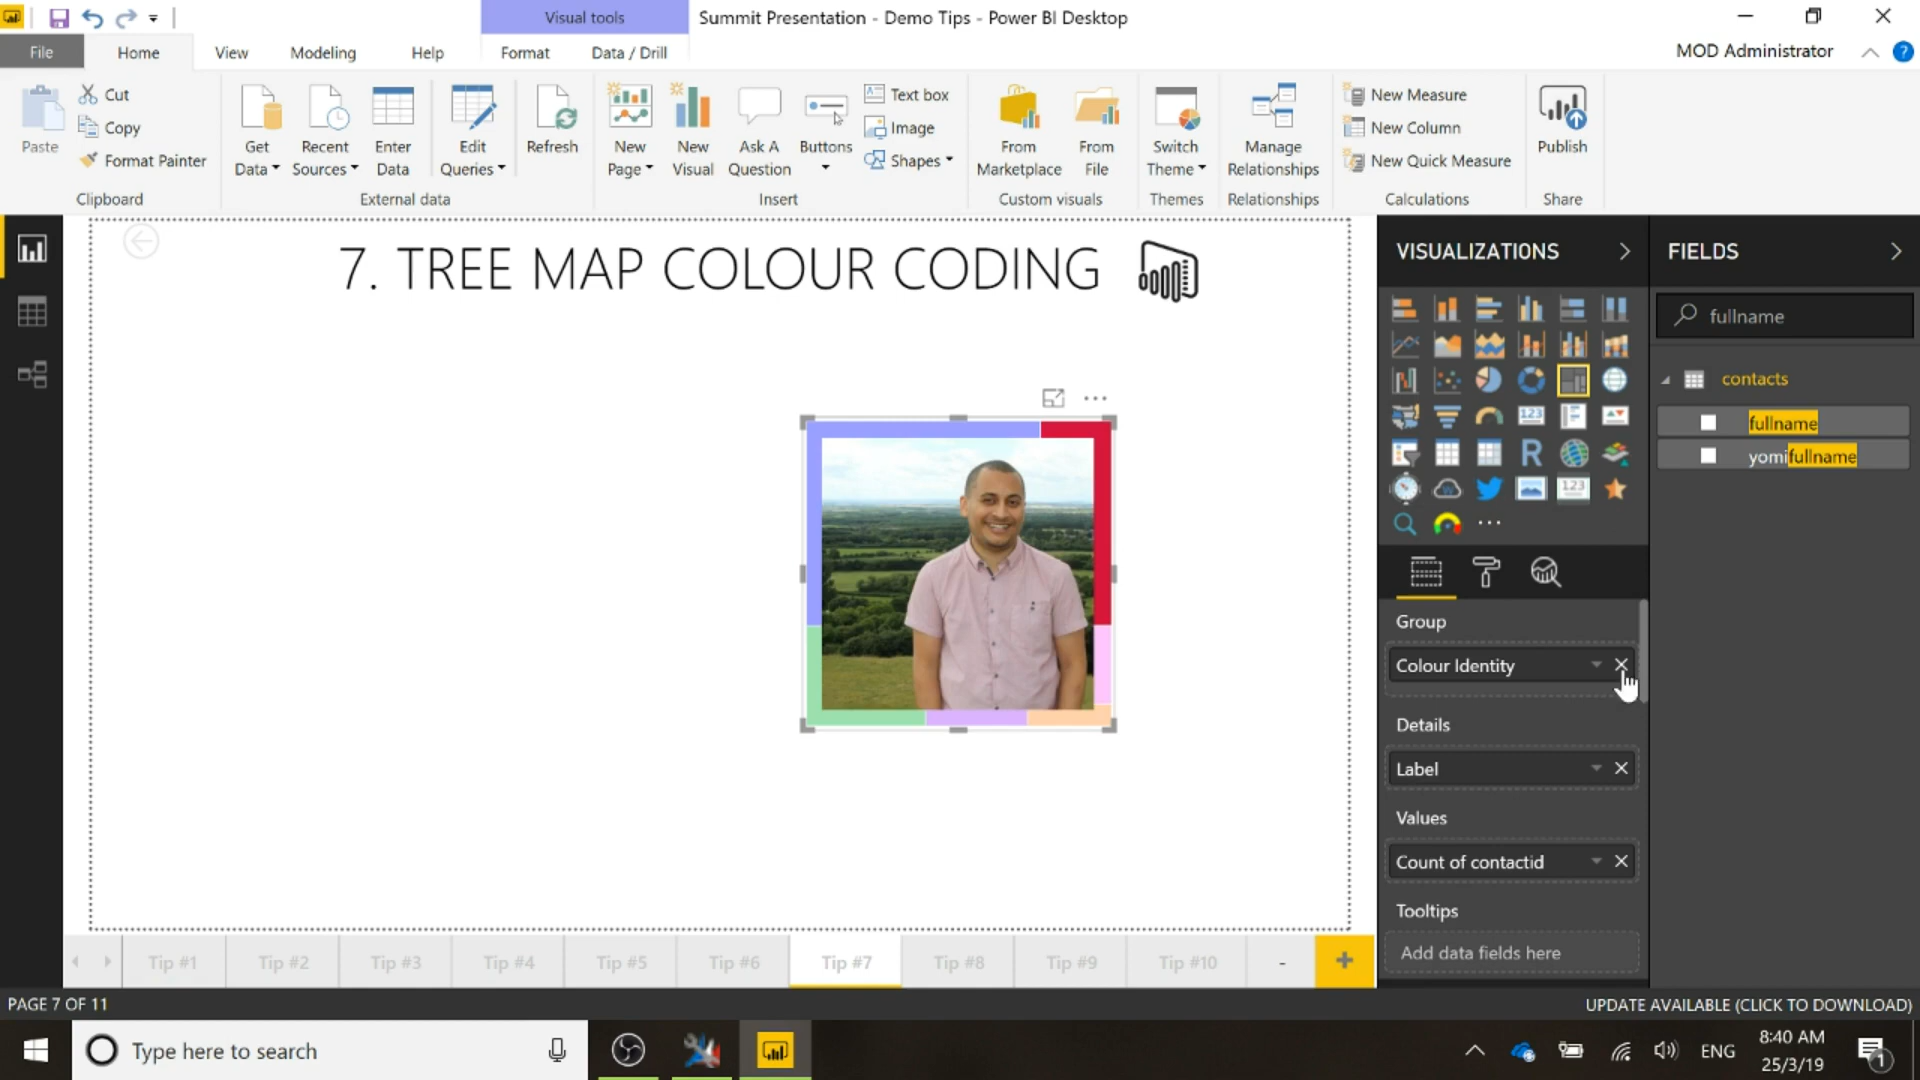 Visual tools
Summit Presentation - Demo Tips - Power BI Desktop
File Home View Modeling Help Format Data / Drill
MOD Administrator
?
Paste
Cut
Copy
Format Painter
Clipboard
Get Data
Recent Sources
Enter Data
Edit Queries
Refresh
External data
New Page
New Visual
Ask A Question
Buttons
Text box
Image
Shapes
Insert
From Marketplace
From File
Custom visuals
Switch Theme
Themes
Manage Relationships
Relationships
New Measure
New Column
New Quick Measure
Calculations
Publish
Share
7. TREE MAP COLOUR CODING
VISUALIZATIONS
123
R
123
Group
Colour Identity
Details
Label
Values
Count of contactid
Tooltips
Add data fields here
FIELDS
fullname
contacts
fullname
yomifullname
Tip #1 Tip #2 Tip #3 Tip #4 Tip #5 Tip #6 Tip #7 Tip #8 Tip #9 Tip #10 - +
PAGE 7 OF 11
UPDATE AVAILABLE (CLICK TO DOWNLOAD)
Type here to search
ENG
8:40 AM
25/3/19
1